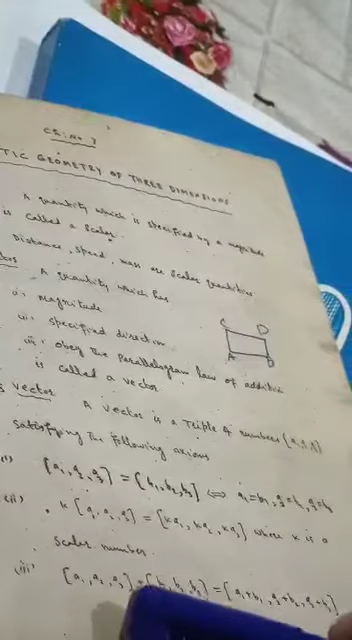 CH: No 7
TIC GEOMETRY OF THREE DIMENSIONS
A quantity which is specified by a magnitude
is called a scalar
Distance, speed, mass are scalar quantities
A quantity which has
i. magnitude
ii. specified direction
iii. obey the parallelogram law of addition
is called a vector
C D
A B
s vector
A vector is a triple of numbers
satisfying the following axioms
(i) [a₁, a₂, a₃] = [b₁, b₂, b₃] ⇔ a₁=b₁, a₂=b₂, a₃=b₃
(ii) k[a₁, a₂, a₃] = [ka₁, ka₂, ka₃] where k is a
scalar number.
(iii) [a₁, a₂, a₃] + [b₁, b₂, b₃] = [a₁+b₁, a₂+b₂, a₃+b₃]